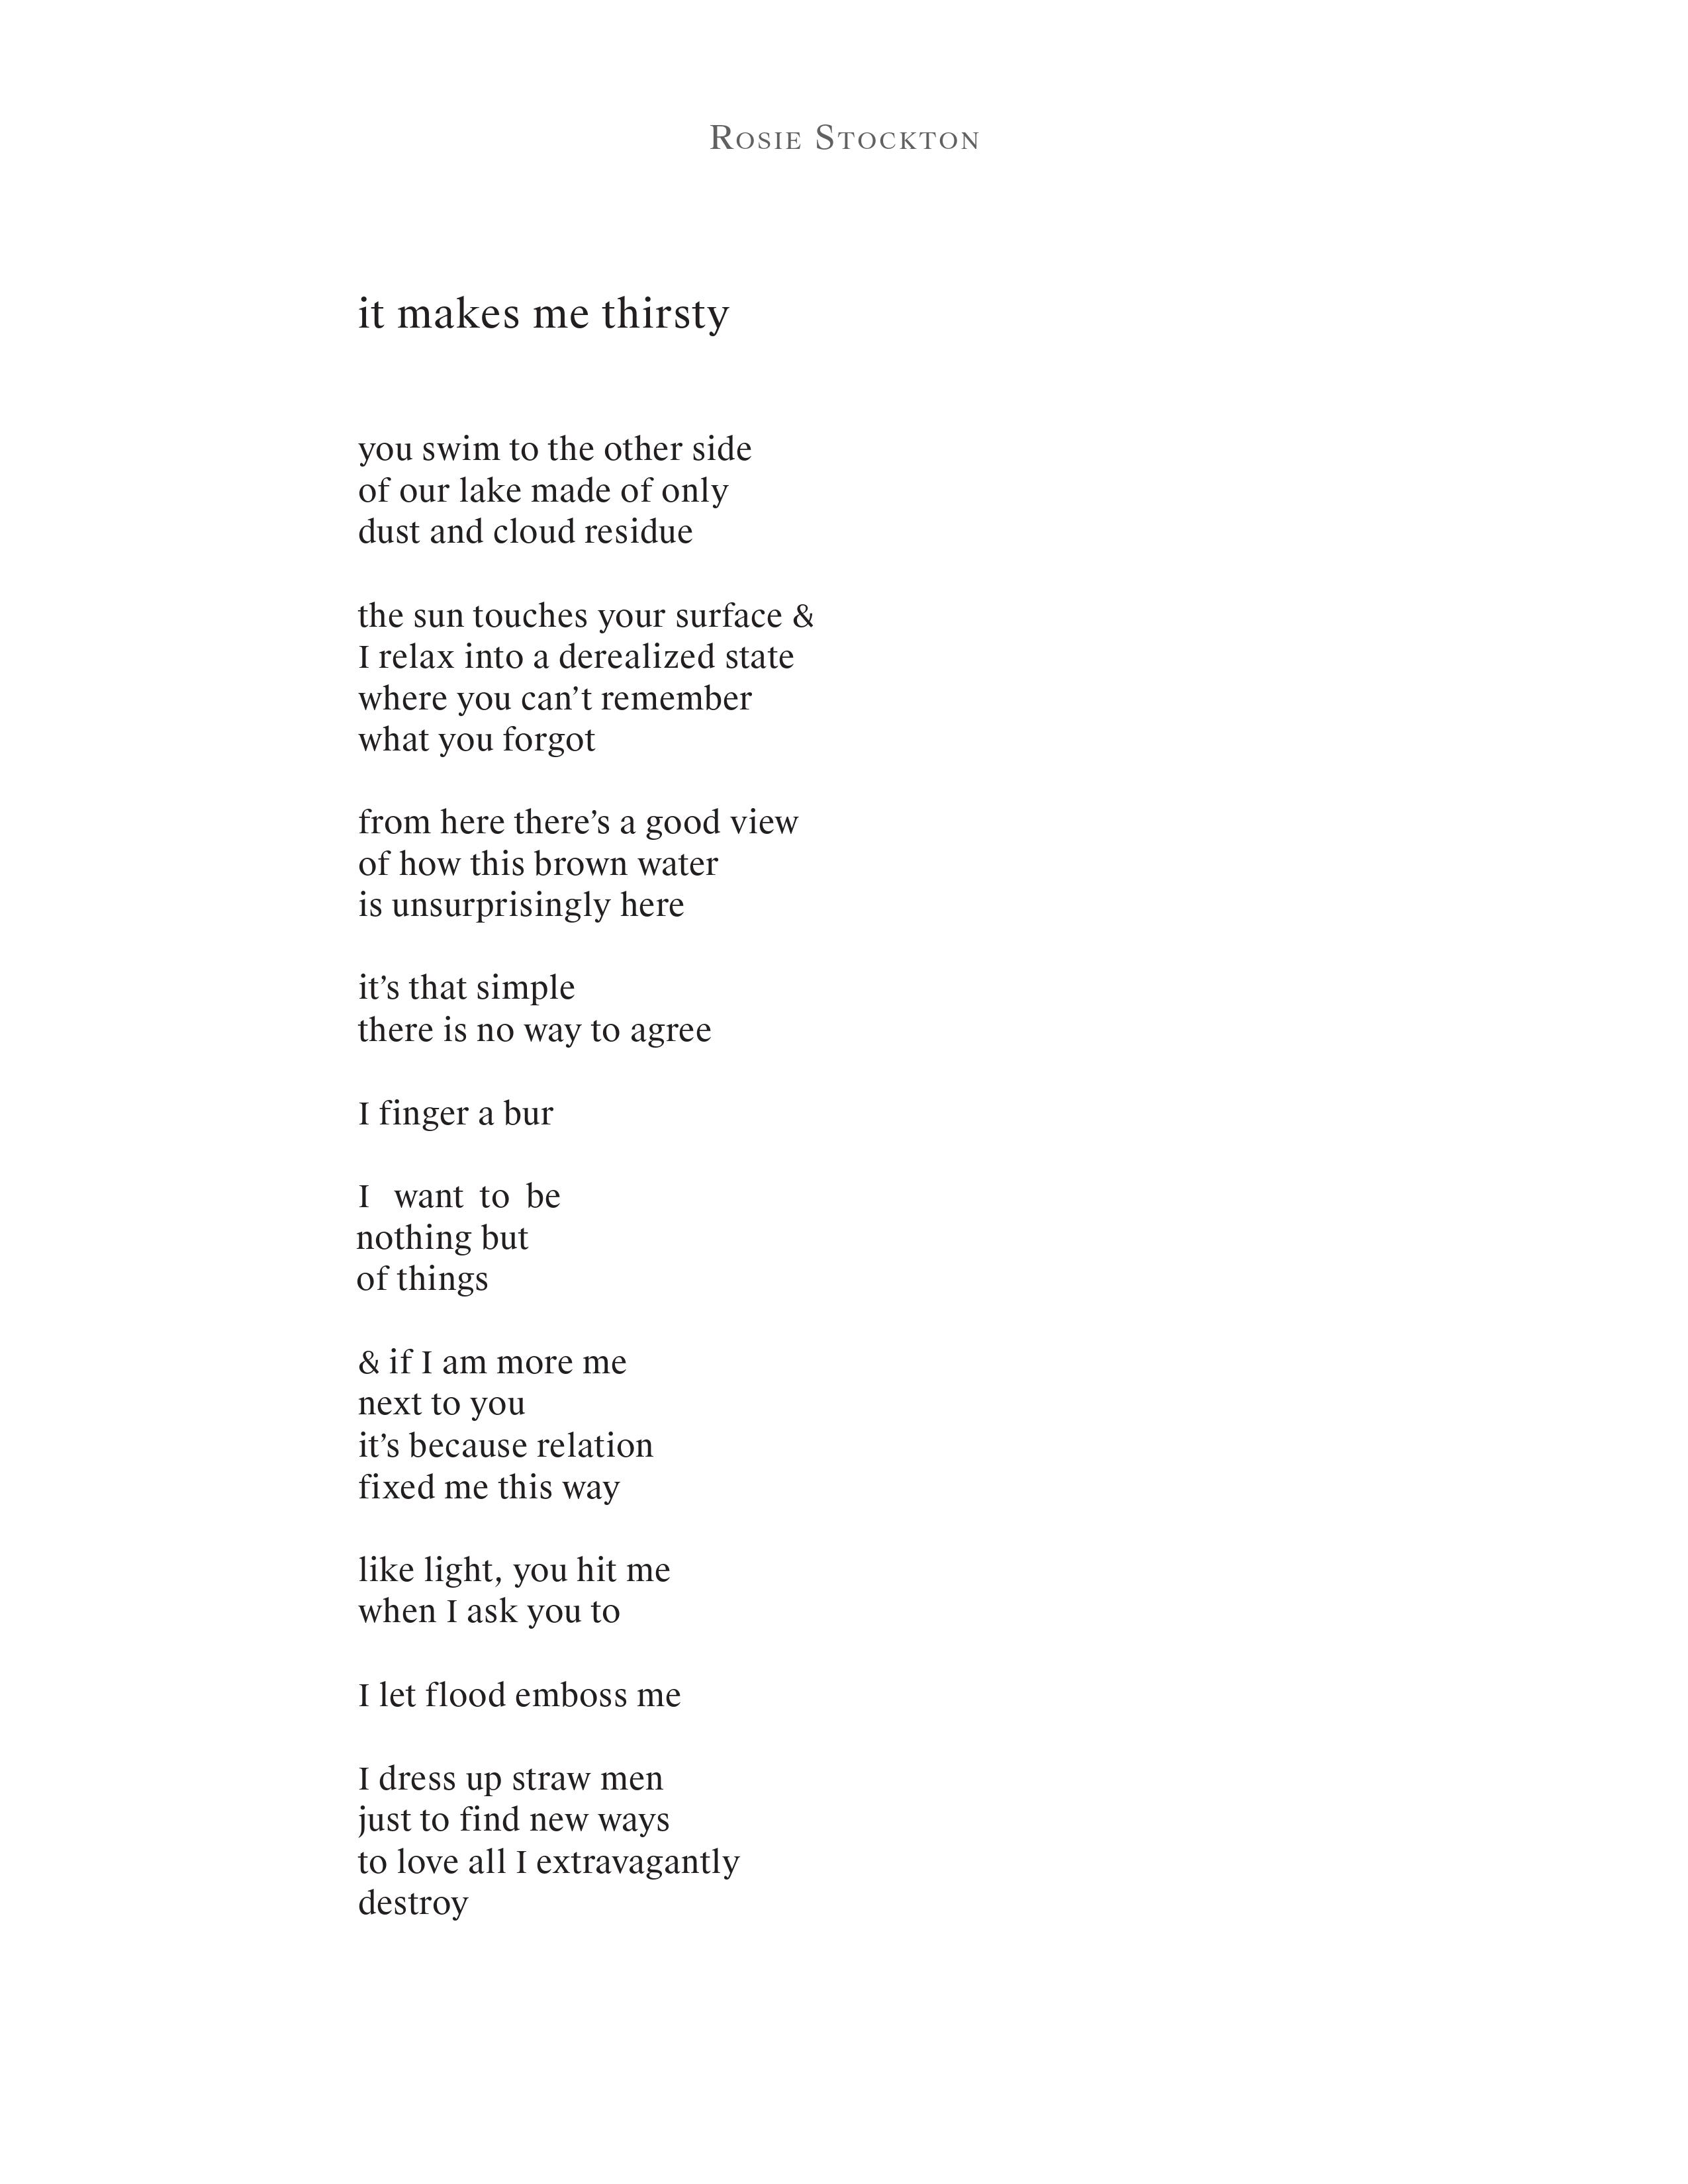 Rosie Stockton
it makes me thirsty
you swim to the other side
of our lake made of only
dust and cloud residue
the sun touches your surface &
I relax into a derealized state
where you can’t remember
what you forgot
from here there’s a good view
of how this brown water
is unsurprisingly here
it’s that simple
there is no way to agree
I finger a bur
I want to be
nothing but
of things
& if I am more me
next to you
it’s because relation
fixed me this way
like light, you hit me
when I ask you to
I let flood emboss me
I dress up straw men
just to find new ways
to love all I extravagantly
destroy